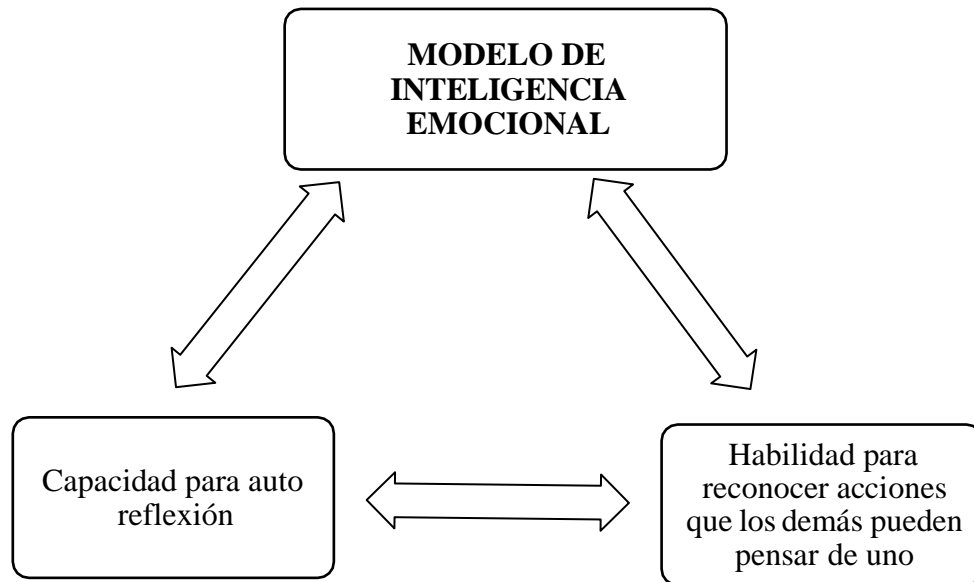 MODELO DE
INTELIGENCIA
EMOCIONAL
Capacidad para auto
reflexión
Habilidad para
reconocer acciones
que los demás pueden
pensar de uno